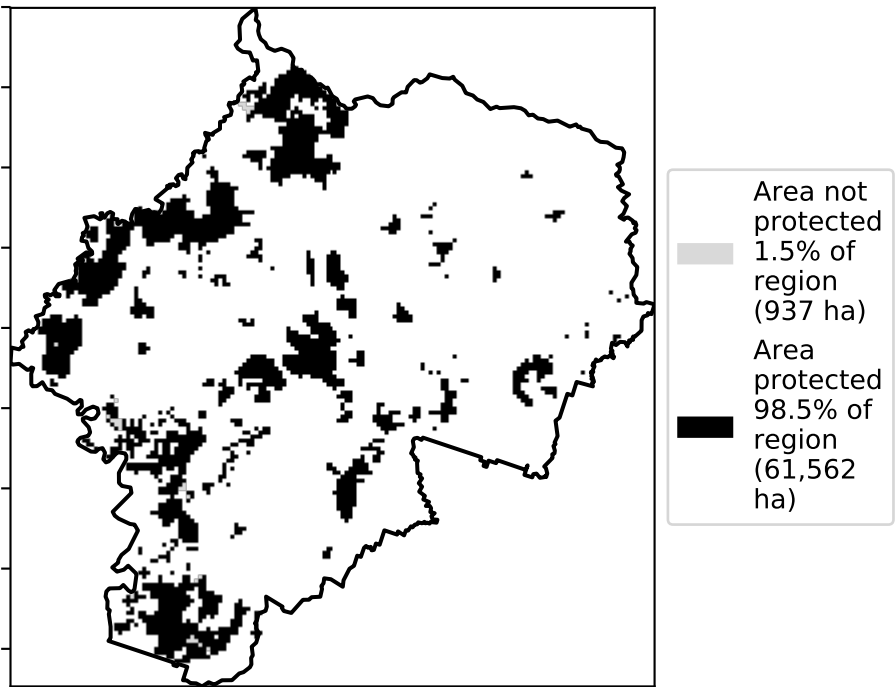 Area not
protected
1.5% of
region
(937 ha)
Area
protected
98.5% of
region
(61,562
ha)